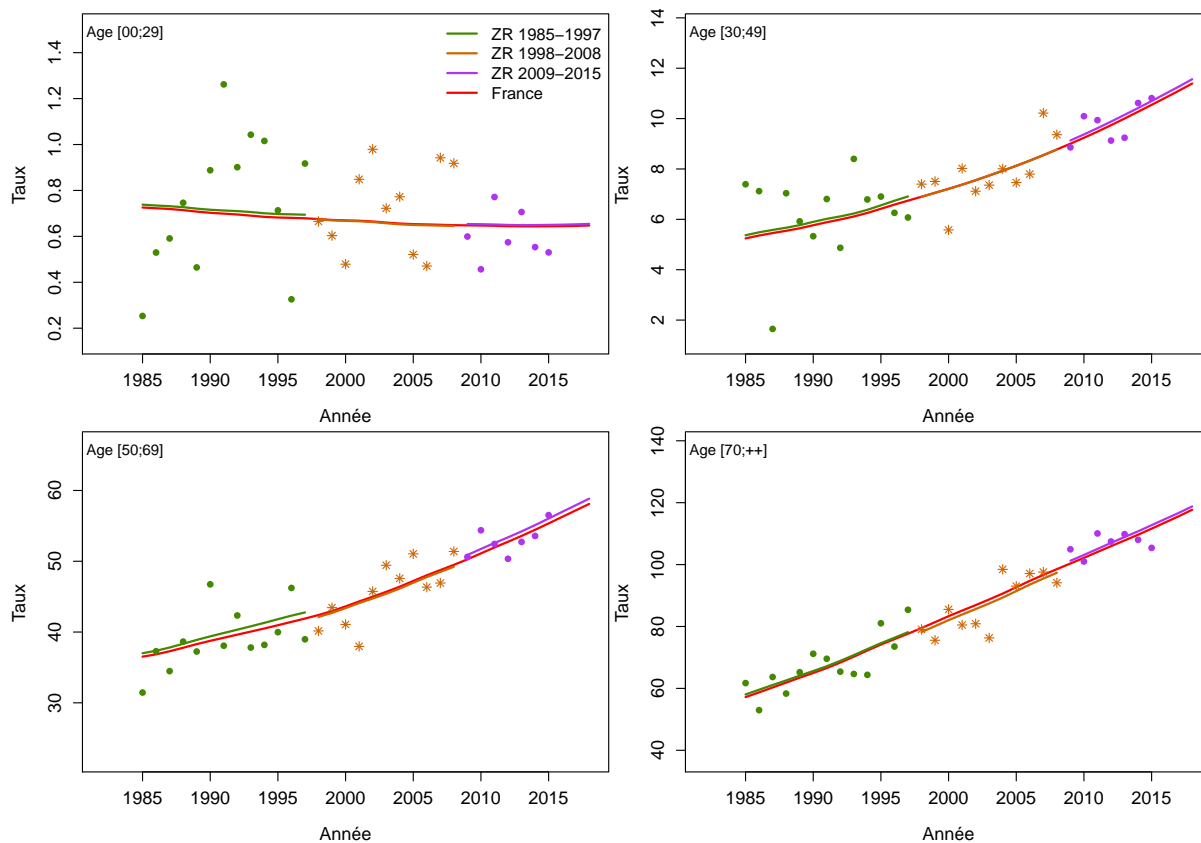 Age [00;29]
ZR 1985−1997
ZR 1998−2008
ZR 2009−2015
France
Taux
1.4
1.2
1.0
0.8
0.6
0.4
0.2
1985 1990 1995 2000 2005 2010 2015
Année
Age [30;49]
Taux
14
12
10
8
6
4
2
1985 1990 1995 2000 2005 2010 2015
Année
Age [50;69]
Taux
60
50
40
30
1985 1990 1995 2000 2005 2010 2015
Année
Age [70;++]
Taux
140
120
100
80
60
40
1985 1990 1995 2000 2005 2010 2015
Année